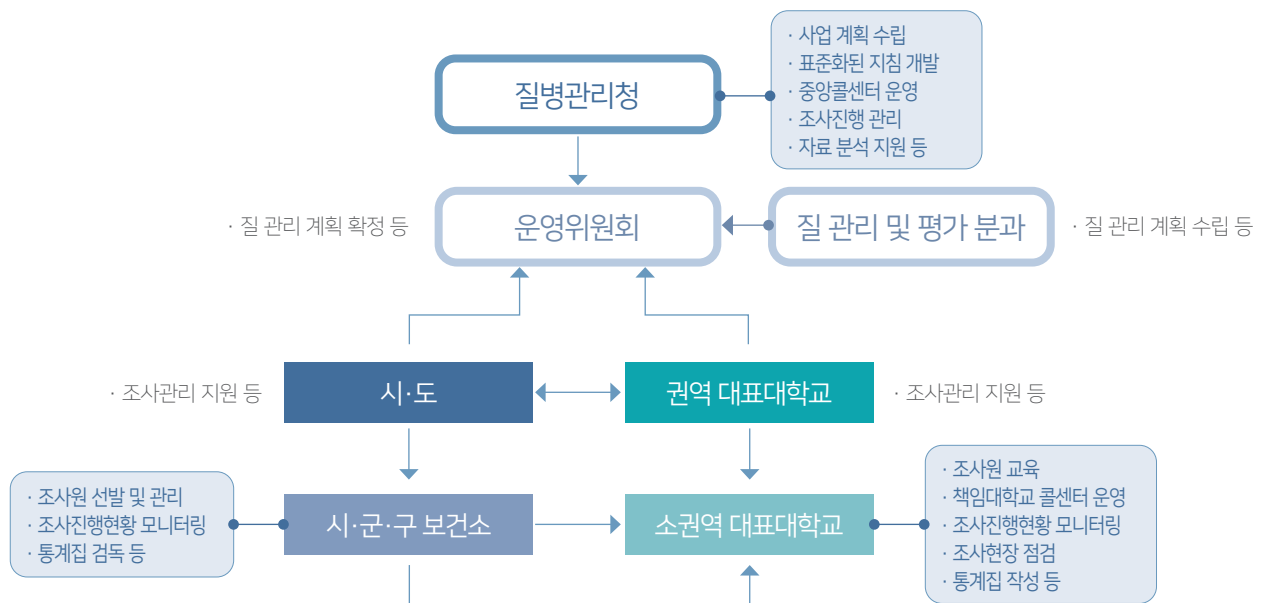 · 사업 계획 수립
· 표준화된 지침 개발
· 중앙콜센터 운영
· 조사진행 관리
· 자료 분석 지원 등
질병관리청
· 질 관리 계획 확정 등
운영위원회
질 관리 및 평가 분과
· 질 관리 계획 수립 등
· 조사관리 지원 등
시·도
권역 대표대학교
· 조사관리 지원 등
· 조사원 선발 및 관리
· 조사진행현황 모니터링
· 통계집 검독 등
시·군·구 보건소
소권역 대표대학교
· 조사원 교육
· 책임대학교 콜센터 운영
· 조사진행현황 모니터링
· 조사현장 점검
· 통계집 작성 등